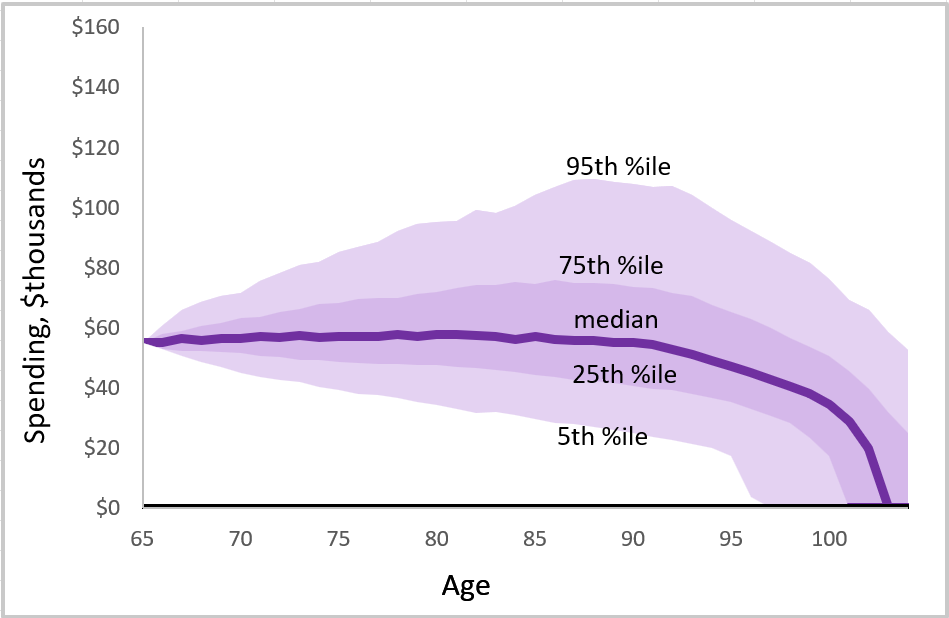 $160
$140
$120
$100
$80
$60
$40
$20
$0
Spending, $thousands
95th %ile
75th %ile
median
25th %ile
5th %ile
65 70 75 80 85 90 95 100
Age